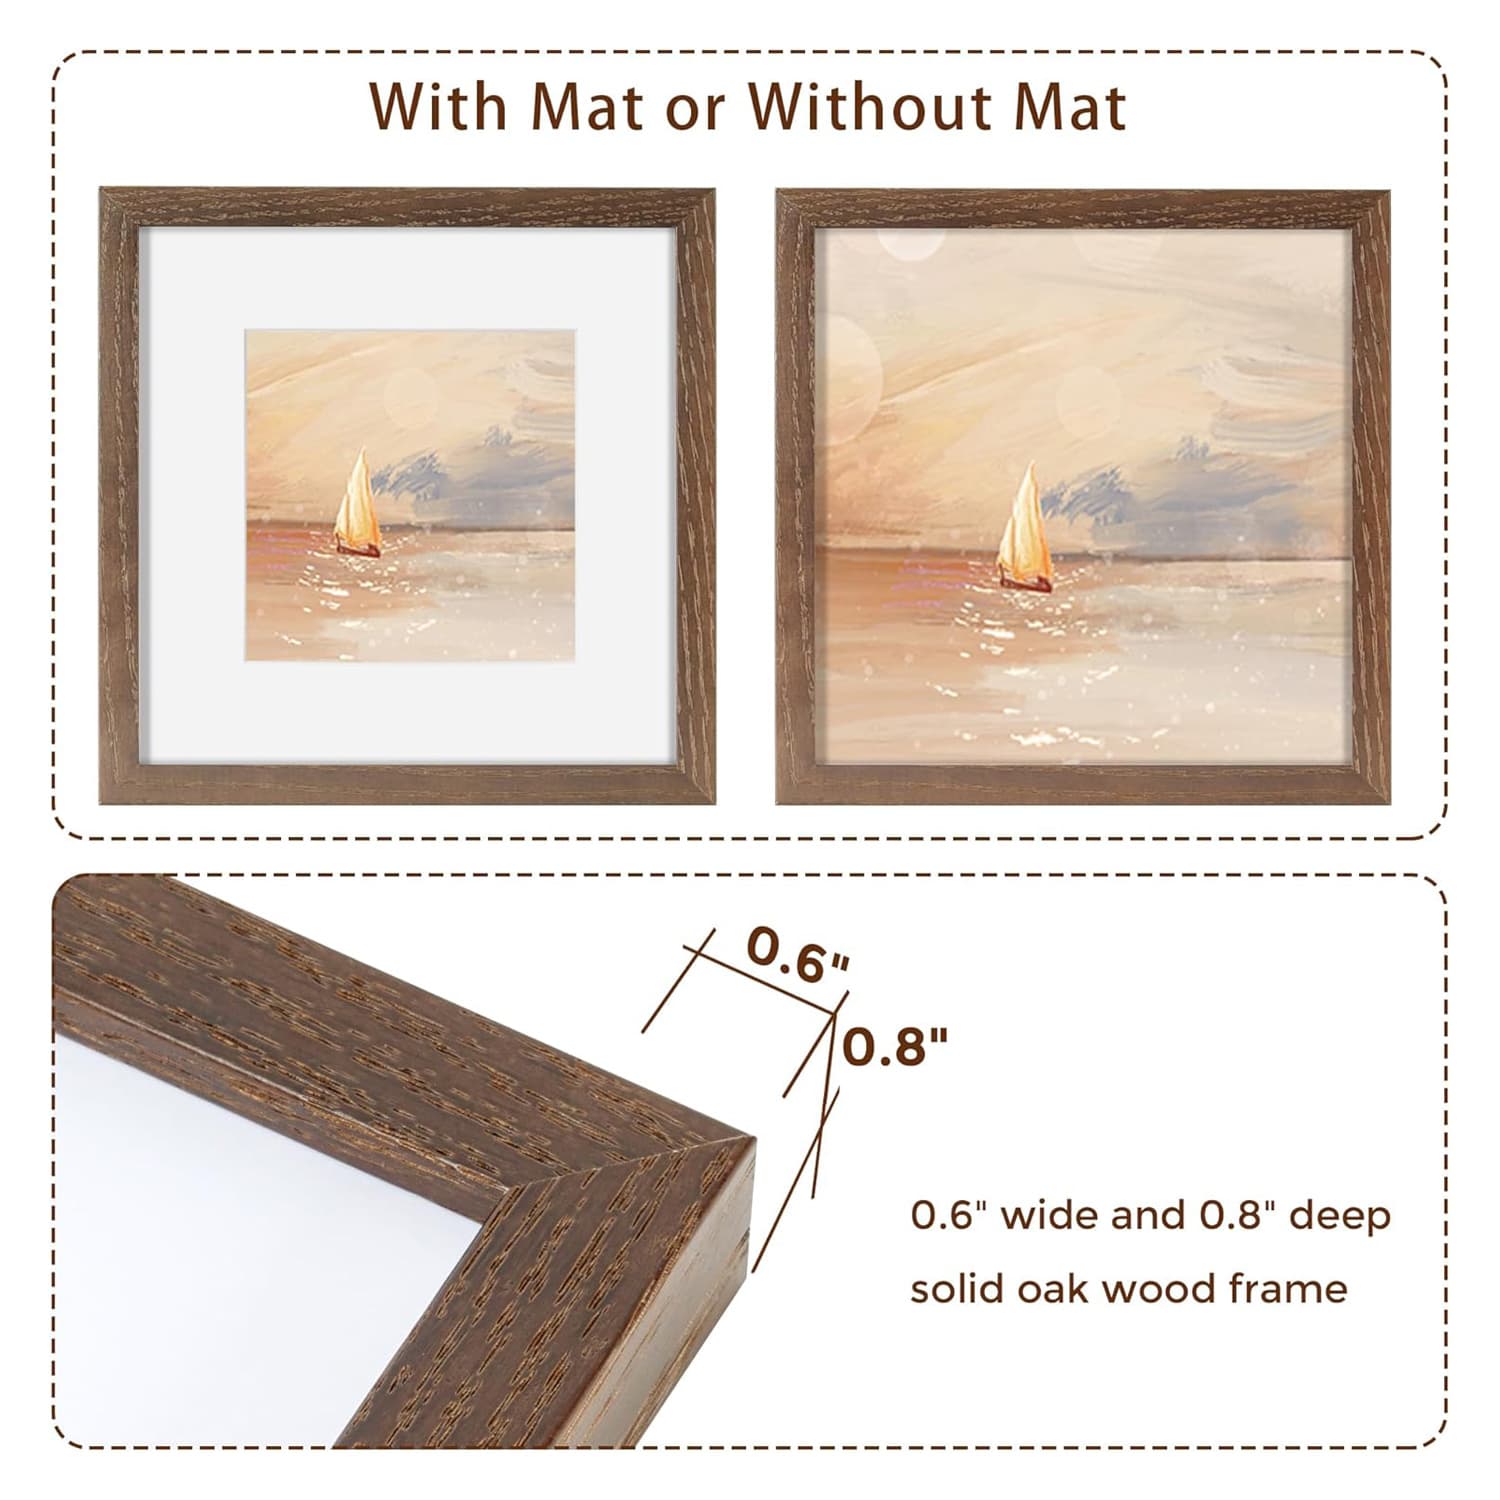 With Mat or Without Mat
0.6"
0.8"
0.6" wide and 0.8" deep
solid oak wood frame